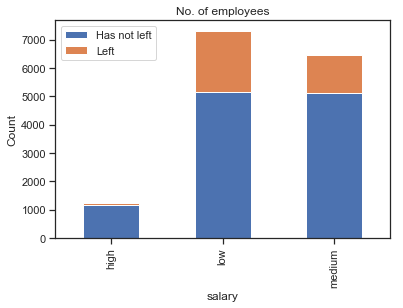 No. of employees
Has not left
Left
7000
6000
5000
4000
3000
2000
1000
0
Count
high
low
medium
salary